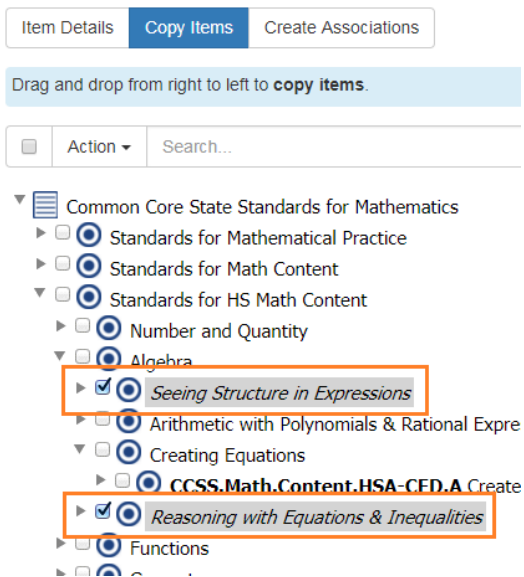 Item Details Copy Items Create Associations
Drag and drop from right to left to copy items.
Action Search...
Common Core State Standards for Mathematics
Standards for Mathematical Practice
Standards for Math Content
Standards for HS Math Content
Number and Quantity
Algebra
Seeing Structure in Expressions
Arithmetic with Polynomials & Rational Expre
Creating Equations
CCSS.Math.Content.HSA-CED.A Create
Reasoning with Equations & Inequalities
Functions